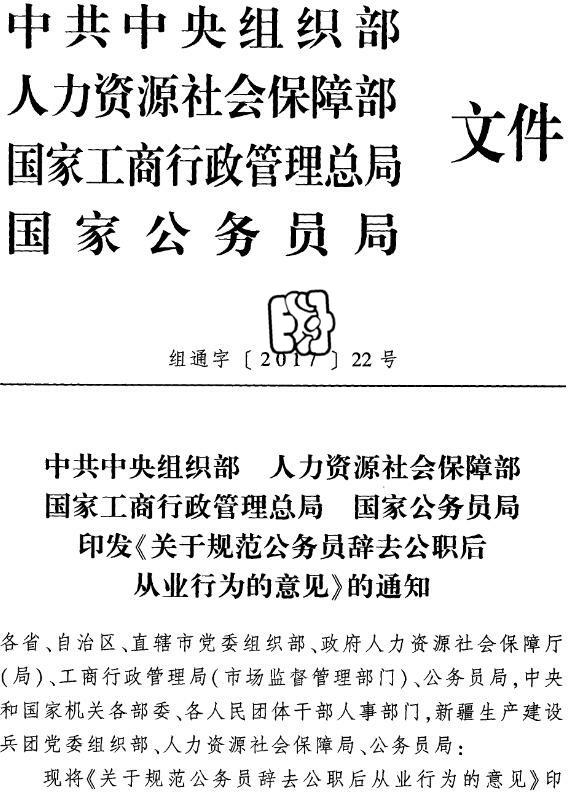 中共中央组织部
人力资源社会保障部
国家工商行政管理总局
国家公务员局
文件
组通字〔2017〕22号
中共中央组织部 人力资源社会保障部
国家工商行政管理总局 国家公务员局
印发《关于规范公务员辞去公职后
从业行为的意见》的通知
各省、自治区、直辖市党委组织部、政府人力资源社会保障厅
(局)、工商行政管理局(市场监督管理部门)、公务员局,中央
和国家机关各部委、各人民团体干部人事部门,新疆生产建设
兵团党委组织部、人力资源社会保障局、公务员局:
现将《关于规范公务员辞去公职后从业行为的意见》印